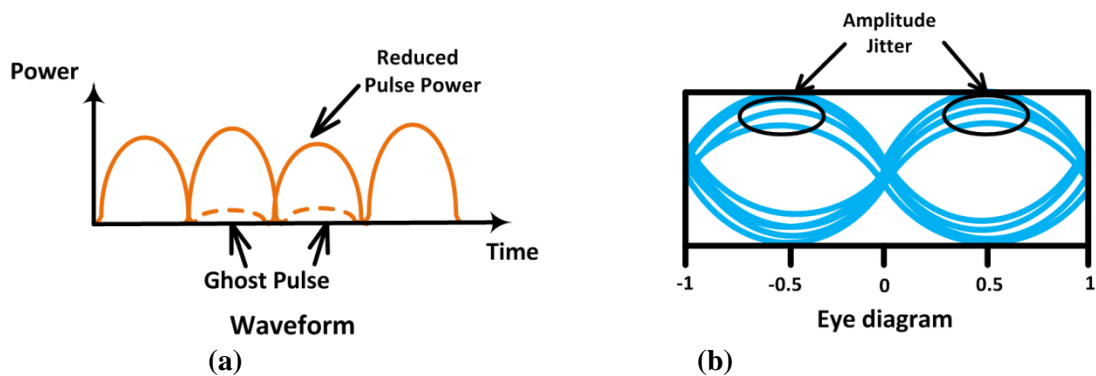 Power
Reduced
Pulse Power
Time
Ghost Pulse
Waveform
(a)
Amplitude
Jitter
-1
-0.5
0
0.5
1
Eye diagram
(b)